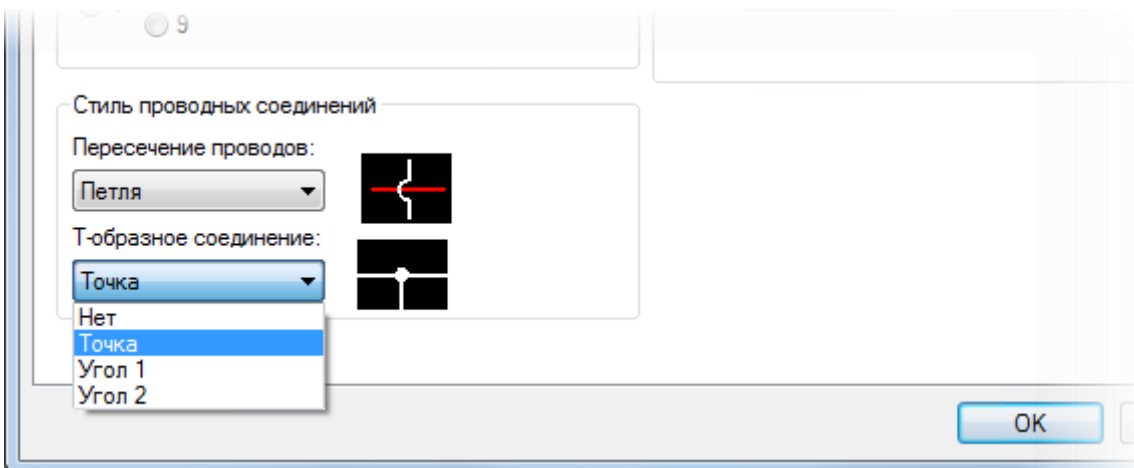 9
Стиль проводных соединений
Пересечение проводов:
Петля
Т-образное соединение:
Точка
Нет
Точка
Угол 1
Угол 2
OK